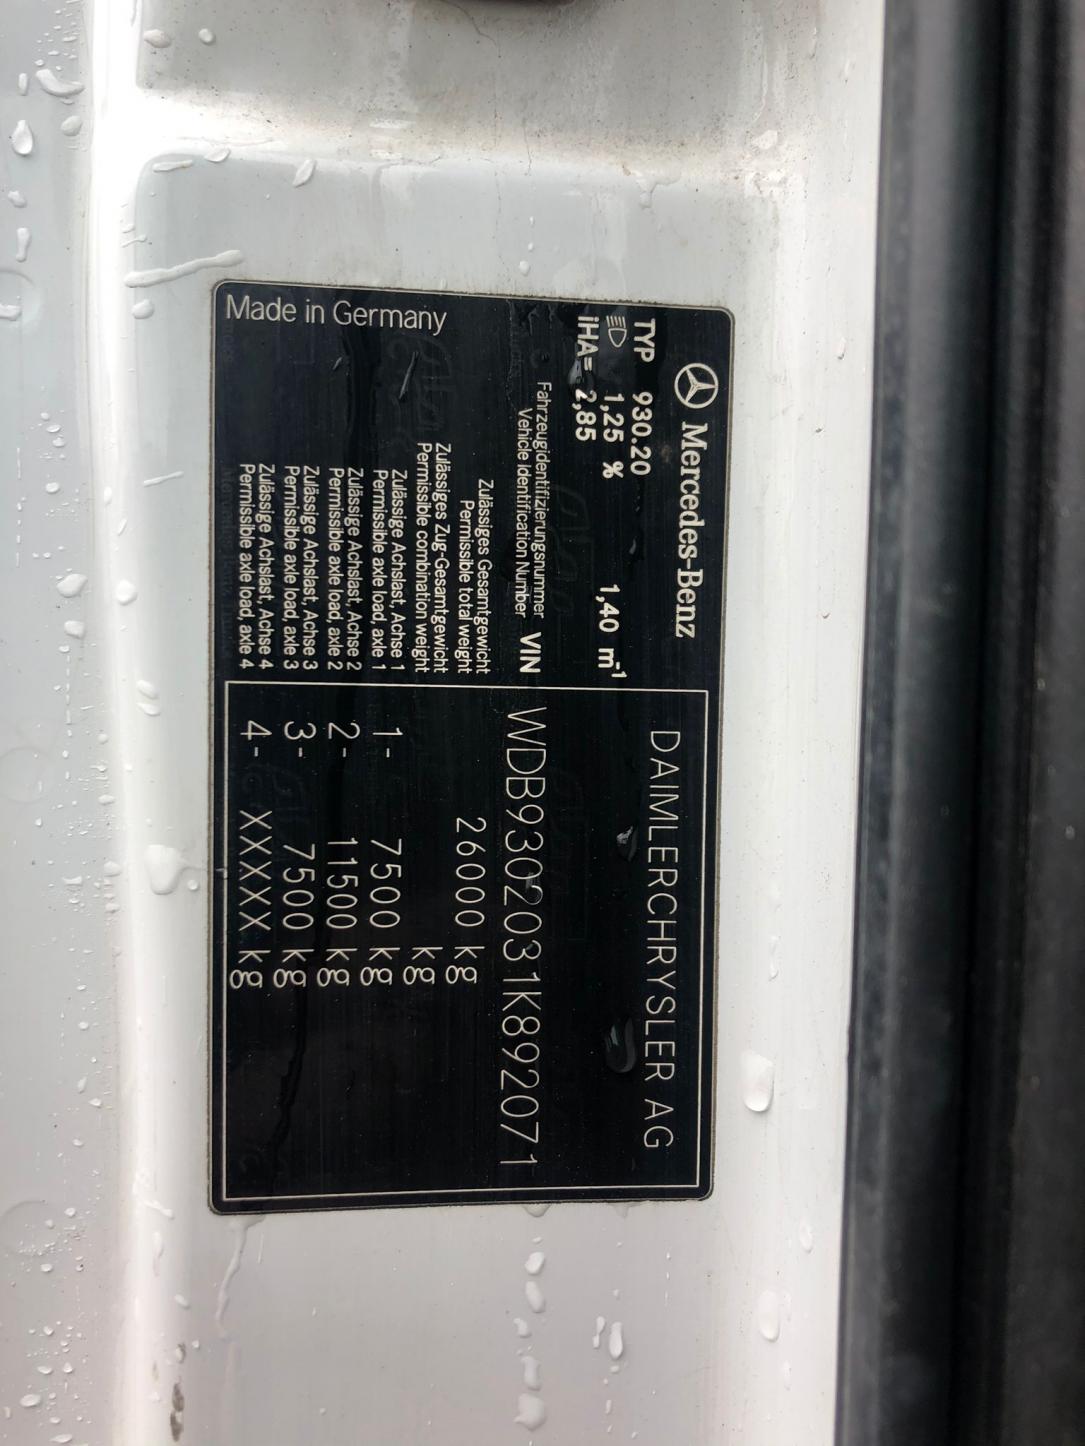 Mercedes-Benz
DAIMLERCHRYSLER AG
TYP 930.20
1,25 % 1,40 m⁻¹
iHA= 2,85
Fahrzeugidentifizierungsnummer
Vehicle Identification Number VIN WDB9302031K892071
Zulässiges Gesamtgewicht
Permissible total weight 26000 kg
Zulässiges Zug-Gesamtgewicht
Permissible combination weight kg
Zulässige Achslast, Achse 1
Permissible axle load, axle 1 1- 7500 kg
Zulässige Achslast, Achse 2
Permissible axle load, axle 2 2- 11500 kg
Zulässige Achslast, Achse 3
Permissible axle load, axle 3 3- 7500 kg
Zulässige Achslast, Achse 4
Permissible axle load, axle 4 4- XXXXX kg
Made in Germany